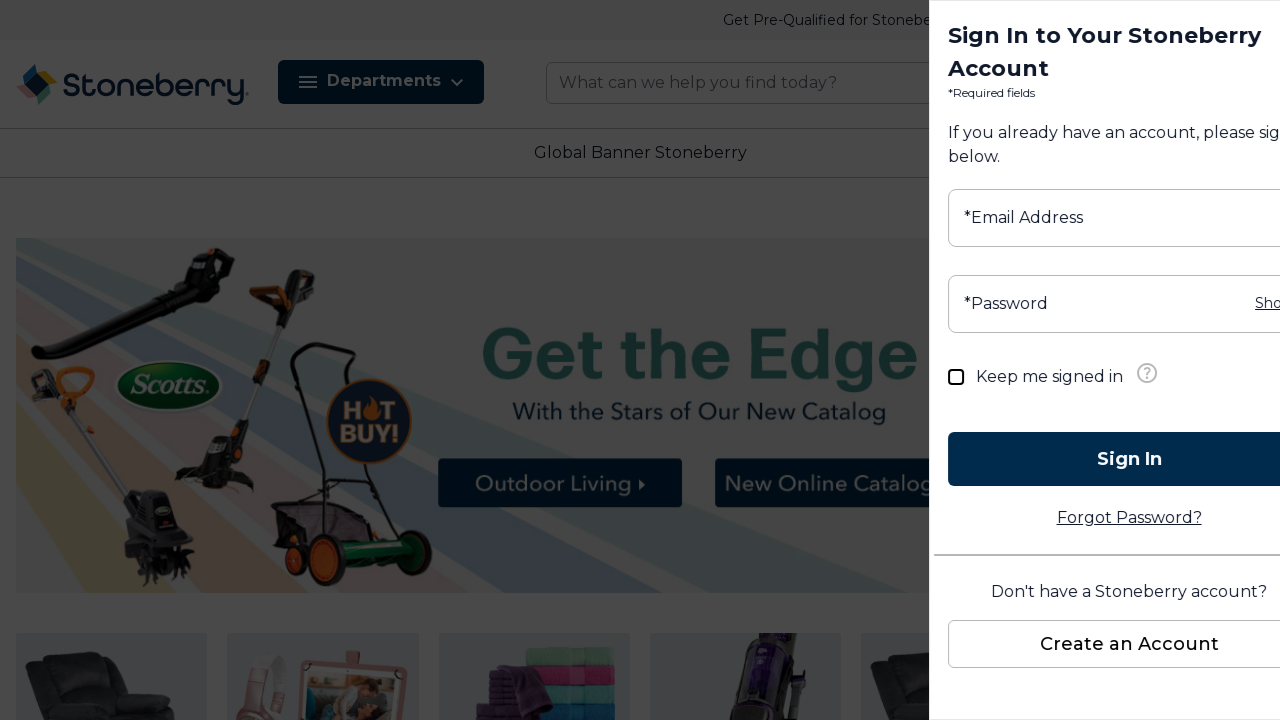 Get Pre-Qualified for Stonebe
Stoneberry
Departments
What can we help you find today?
Global Banner Stoneberry
Scotts
HOT
BUY!
Get the Edge
With the Stars of Our New Catalog
Outdoor Living
New Online Catalog
Sign In to Your Stoneberry
Account
*Required fields
If you already have an account, please sig
below.
*Email Address
*Password
Sho
Keep me signed in
?
Sign In
Forgot Password?
Don't have a Stoneberry account?
Create an Account